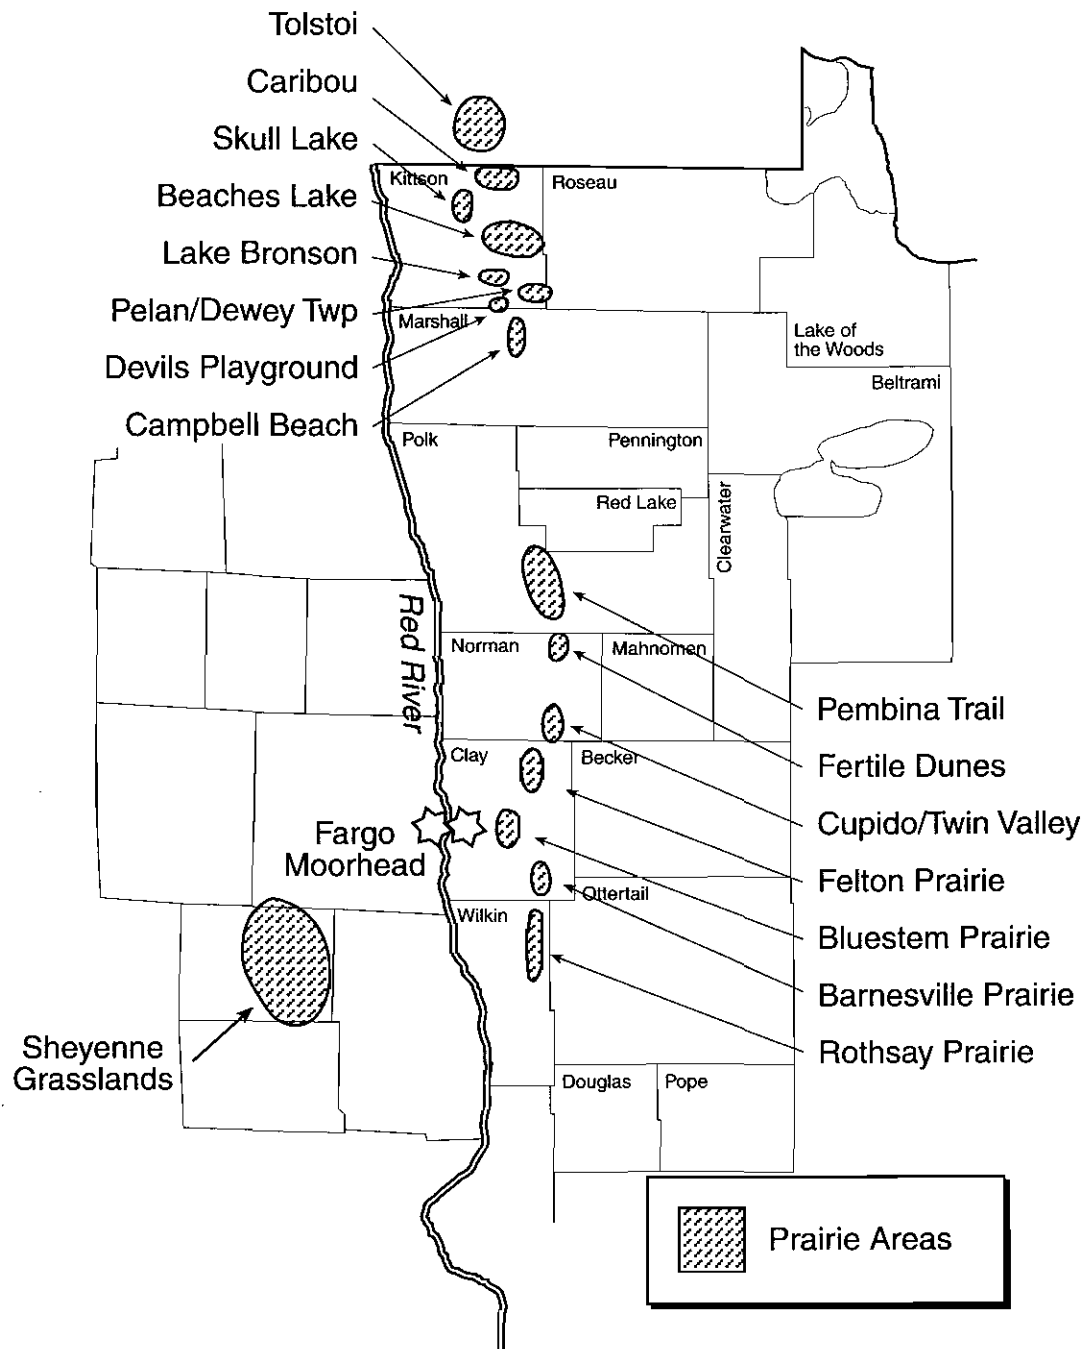 Tolstoi
Caribou
Skull Lake
Beaches Lake
Lake Bronson
Pelan/Dewey Twp
Devils Playground
Campbell Beach
Kittson
Roseau
Marshall
Lake of
the Woods
Beltrami
Polk
Pennington
Red Lake
Clearwater
Red River
Norman
Mahnomen
Pembina Trail
Fertile Dunes
Cupido/Twin Valley
Felton Prairie
Bluestem Prairie
Barnesville Prairie
Rothsay Prairie
Clay
Becker
Fargo
Moorhead
Ottertail
Wilkin
Sheyenne
Grasslands
Douglas
Pope
Prairie Areas